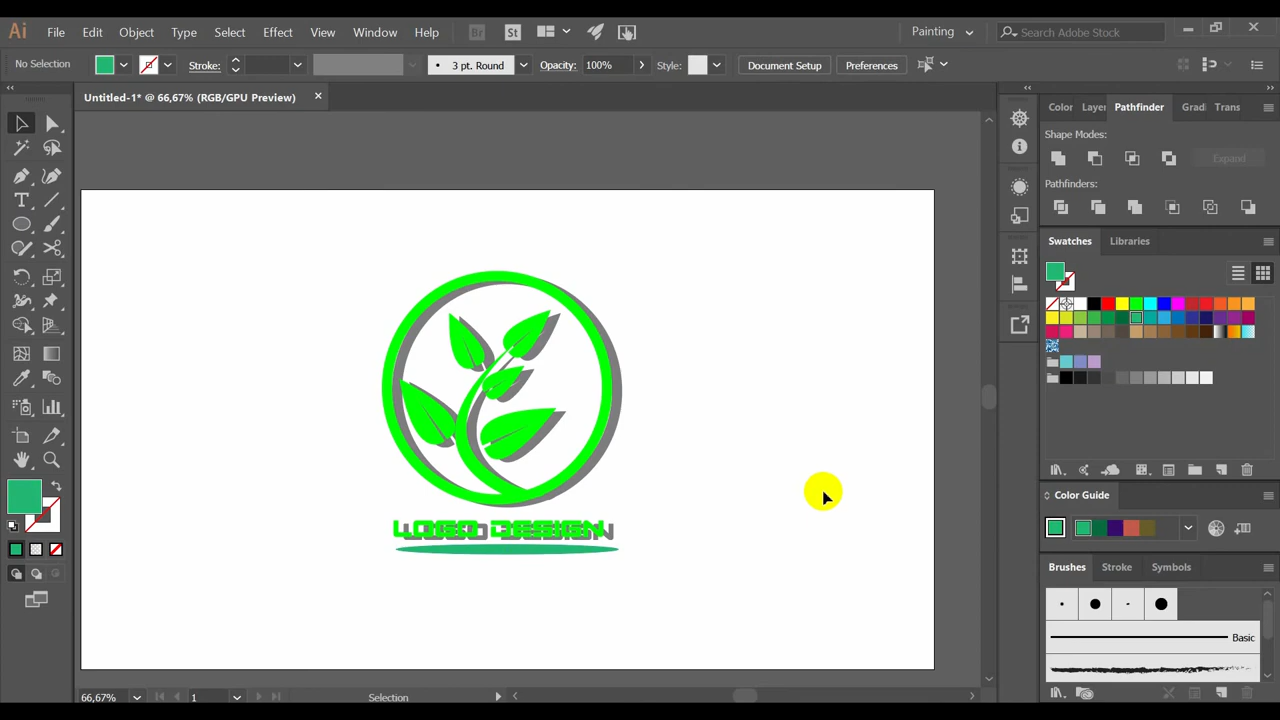 Ai File Edit Object Type Select Effect View Window Help Br St Painting Search Adobe Stock
No Selection Stroke: 3 pt. Round Opacity: 100% Style: Document Setup Preferences
Untitled-1* @ 66,67% (RGB/GPU Preview)
Color Layer Pathfinder Gradi Trans
Shape Modes:
Expand
Pathfinders:
Swatches Libraries
LOGO DESIGN
Color Guide
Brushes Stroke Symbols
Basic
66,67% 1 Selection